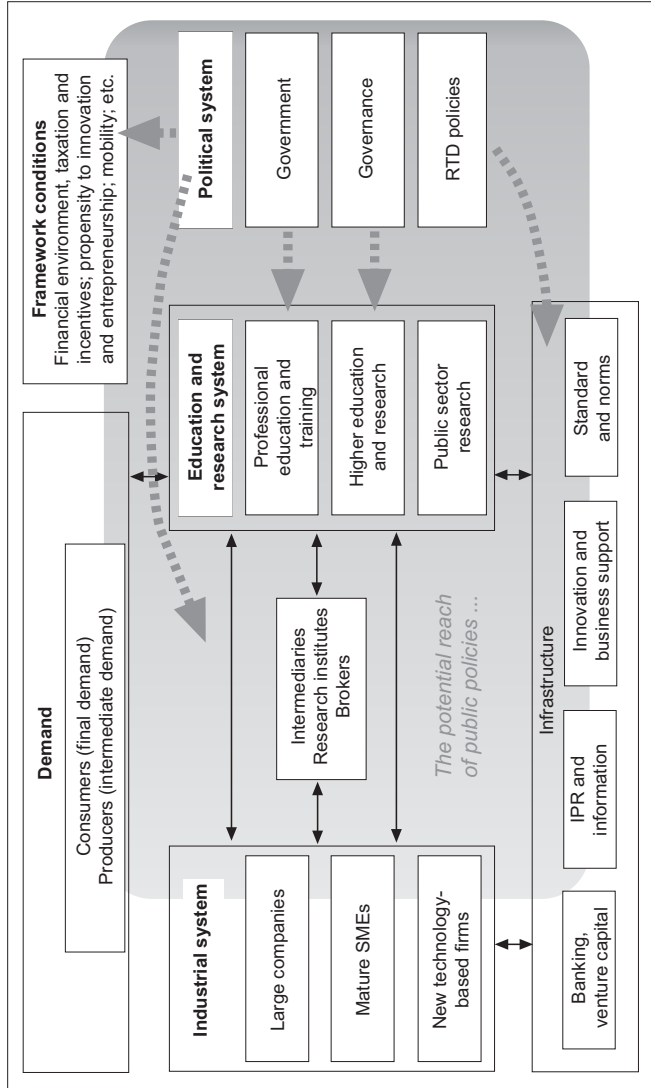 Demand
Consumers (final demand)
Producers (intermediate demand)
Framework conditions
Financial environment, taxation and
incentives; propensity to innovation
and entrepreneurship; mobility; etc.
Industrial system
Large companies
Mature SMEs
New technology-
based firms
Intermediaries
Research institutes
Brokers
The potential reach
of public policies ...
Education and
research system
Professional
education and
training
Higher education
and research
Public sector
research
Political system
Government
Governance
RTD policies
Infrastructure
Banking,
venture capital
IPR and
information
Innovation and
business support
Standard
and norms